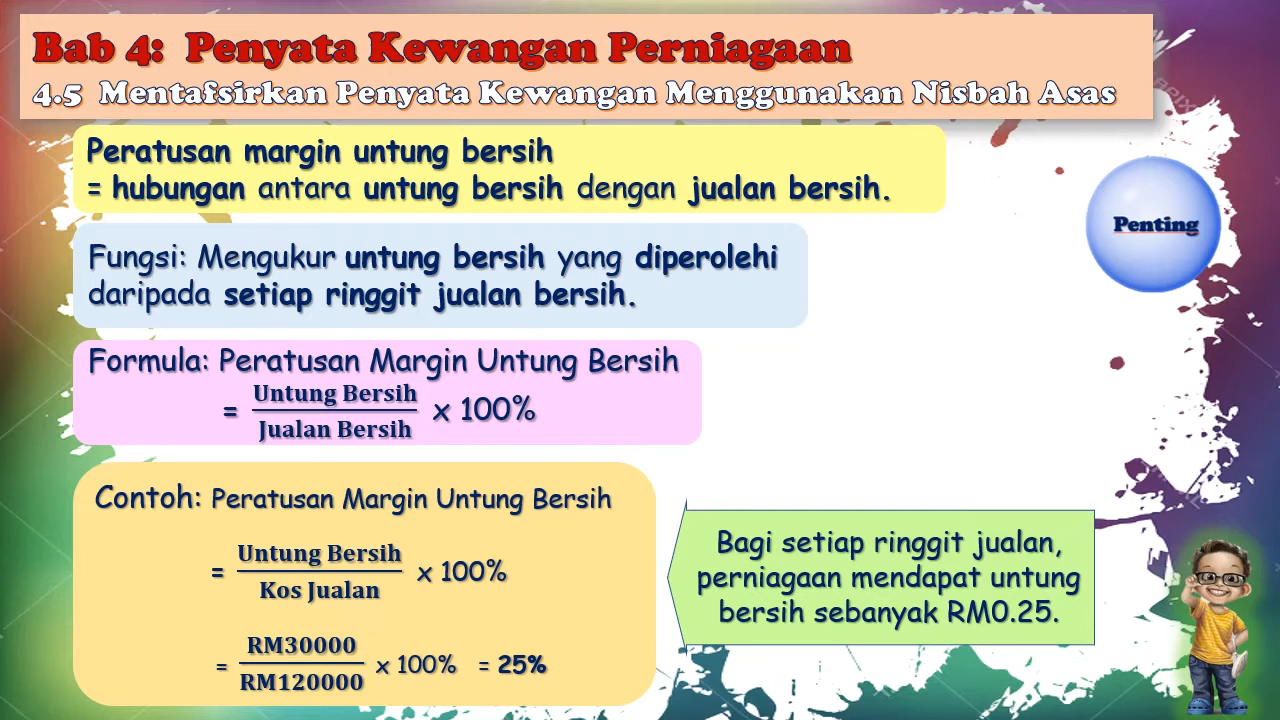 Bab 4: Penyata Kewangan Perniagaan
4.5 Mentafsirkan Penyata Kewangan Menggunakan Nisbah Asas
Peratusan margin untung bersih
= hubungan antara untung bersih dengan jualan bersih.
Penting
Fungsi: Mengukur untung bersih yang diperolehi
daripada setiap ringgit jualan bersih.
Formula: Peratusan Margin Untung Bersih
= Untung Bersih / Jualan Bersih x 100%
Contoh: Peratusan Margin Untung Bersih
= Untung Bersih / Kos Jualan x 100%
= RM30000 / RM120000 x 100% = 25%
Bagi setiap ringgit jualan,
perniagaan mendapat untung
bersih sebanyak RM0.25.